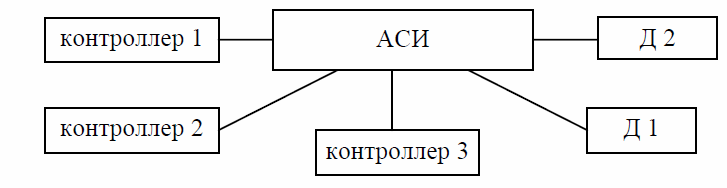 контроллер 1
АСИ
Д 2
контроллер 2
Д 1
контроллер 3